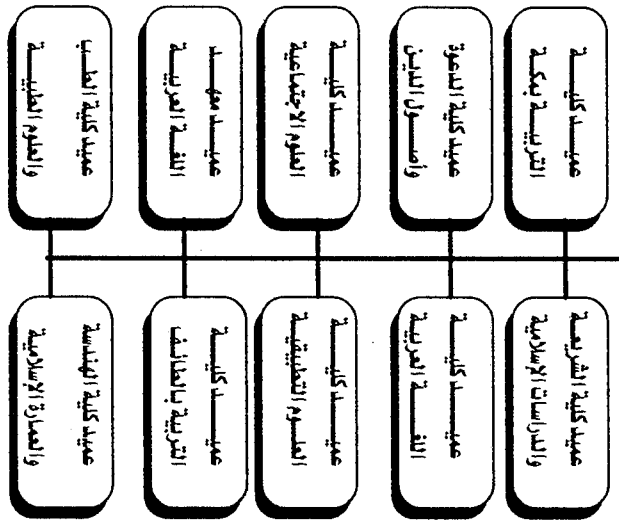 عميد كلية
التربية بمكة
عميد كلية الدعوة
وأصول الدين
عميد كلية
العلوم الاجتماعية
عميد معهد
اللغة العربية
عميد كلية الطب
والعلوم الطبية
عميد كلية الشريعة
والدراسات الإسلامية
عميد كلية
اللغة العربية
عميد كلية
العلوم التطبيقية
عميد كلية
التربية بالطائف
عميد كلية الهندسة
والعمارة الإسلامية